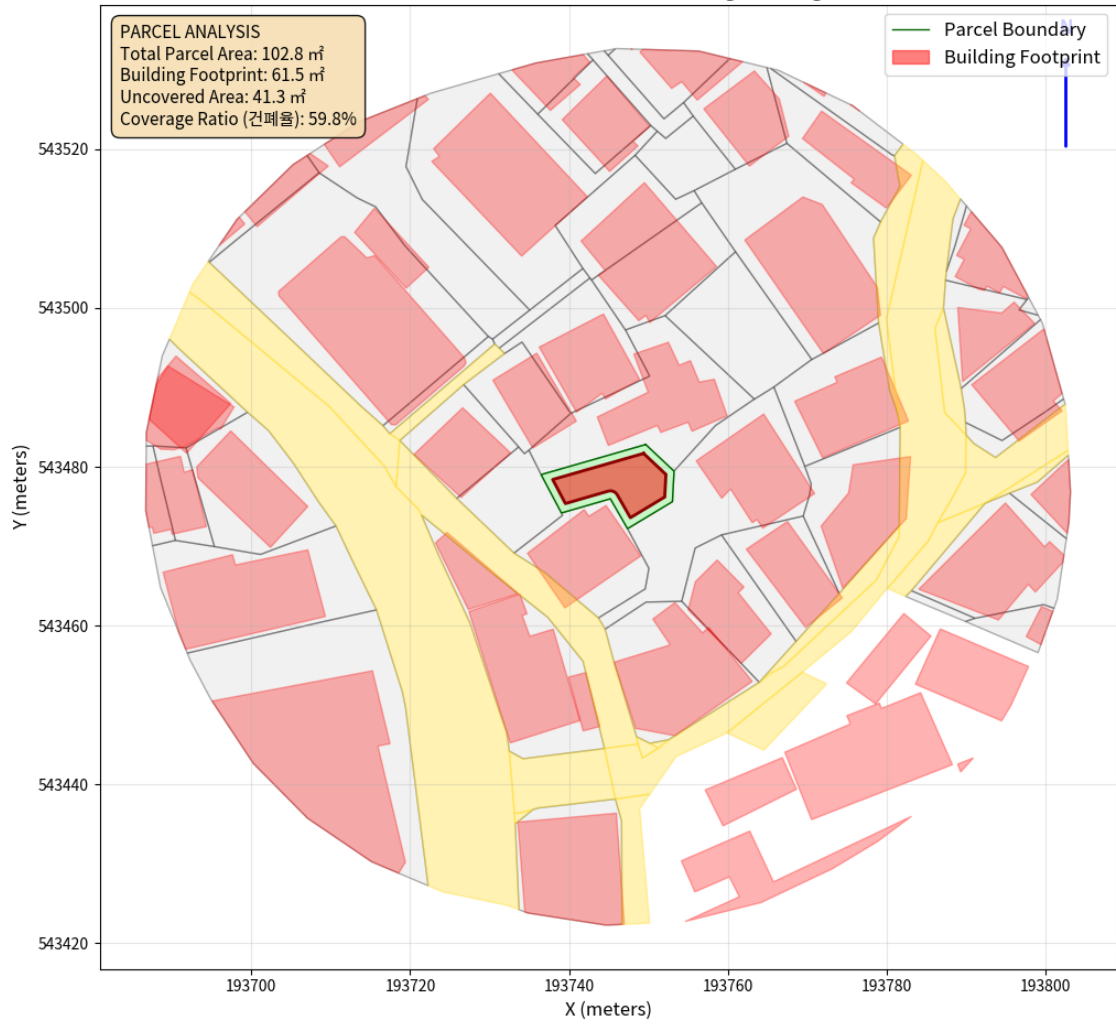 PARCEL ANALYSIS
Total Parcel Area: 102.8 ㎡
Building Footprint: 61.5 ㎡
Uncovered Area: 41.3 ㎡
Coverage Ratio (건폐율): 59.8%
Parcel Boundary
Building Footprint
N
543520
543500
543480
543460
543440
543420
Y (meters)
193700
193720
193740
193760
193780
193800
X (meters)